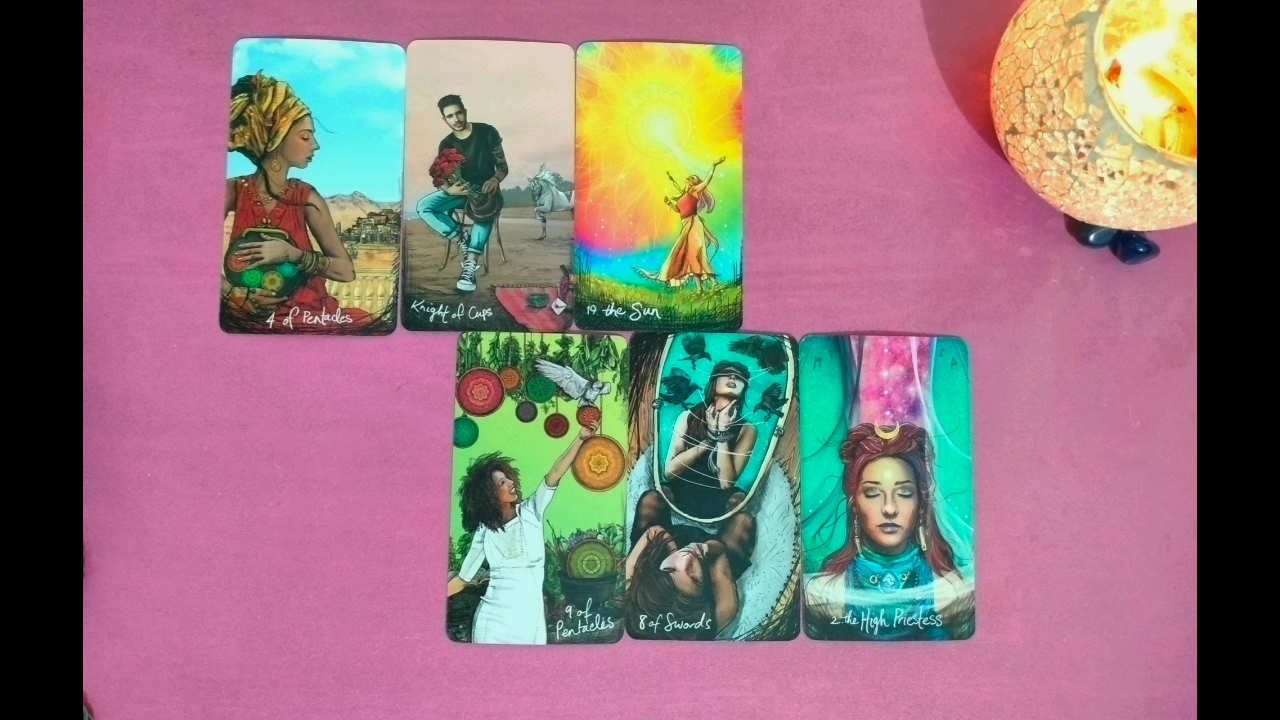 4 of Pentacles
Knight of Cups
19 the Sun
9 of
Pentacles
8 of Swords
2 the High Priestess